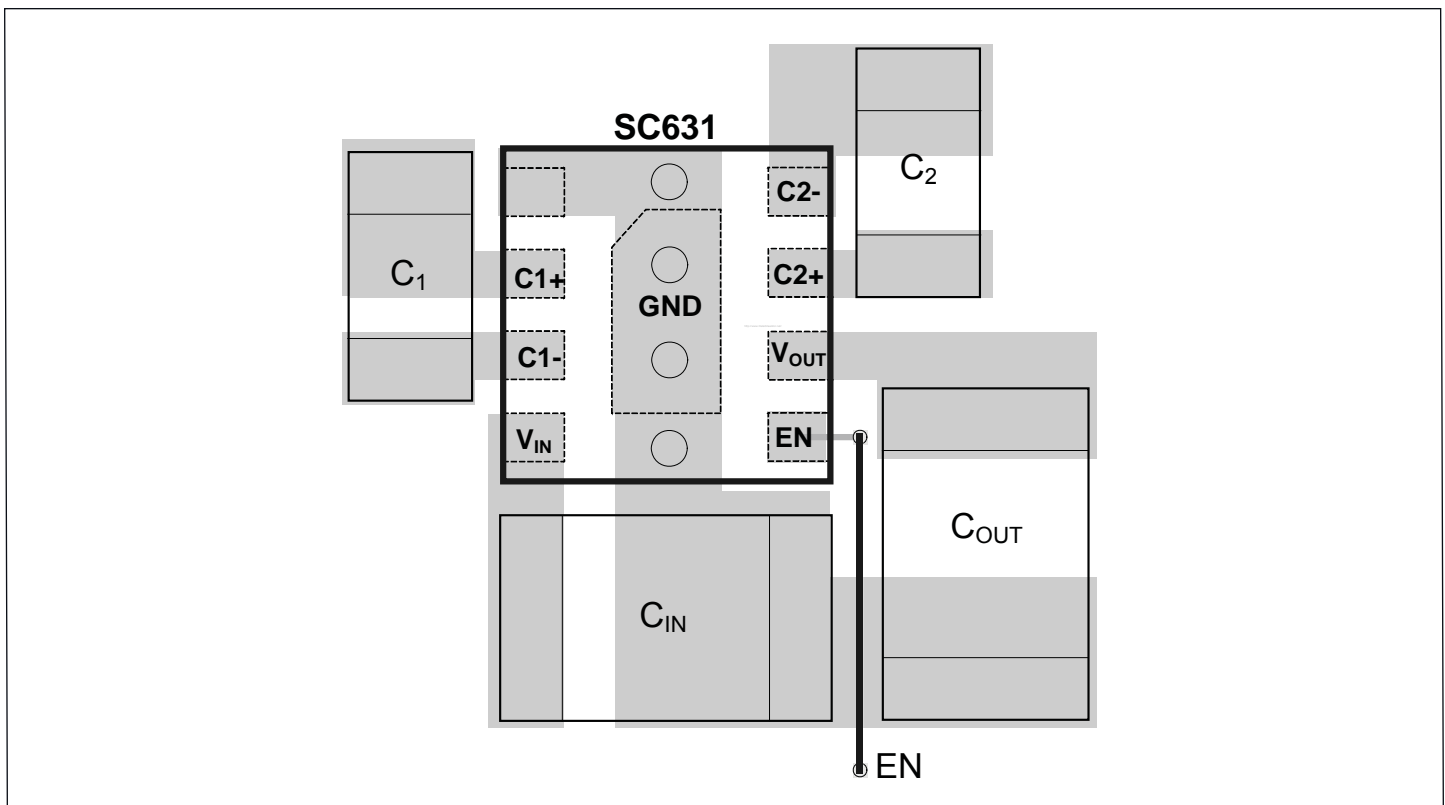 SC631
C2-
C2
C1+
C1
C2+
GND
C1-
VOUT
VIN
EN
COUT
CIN
EN